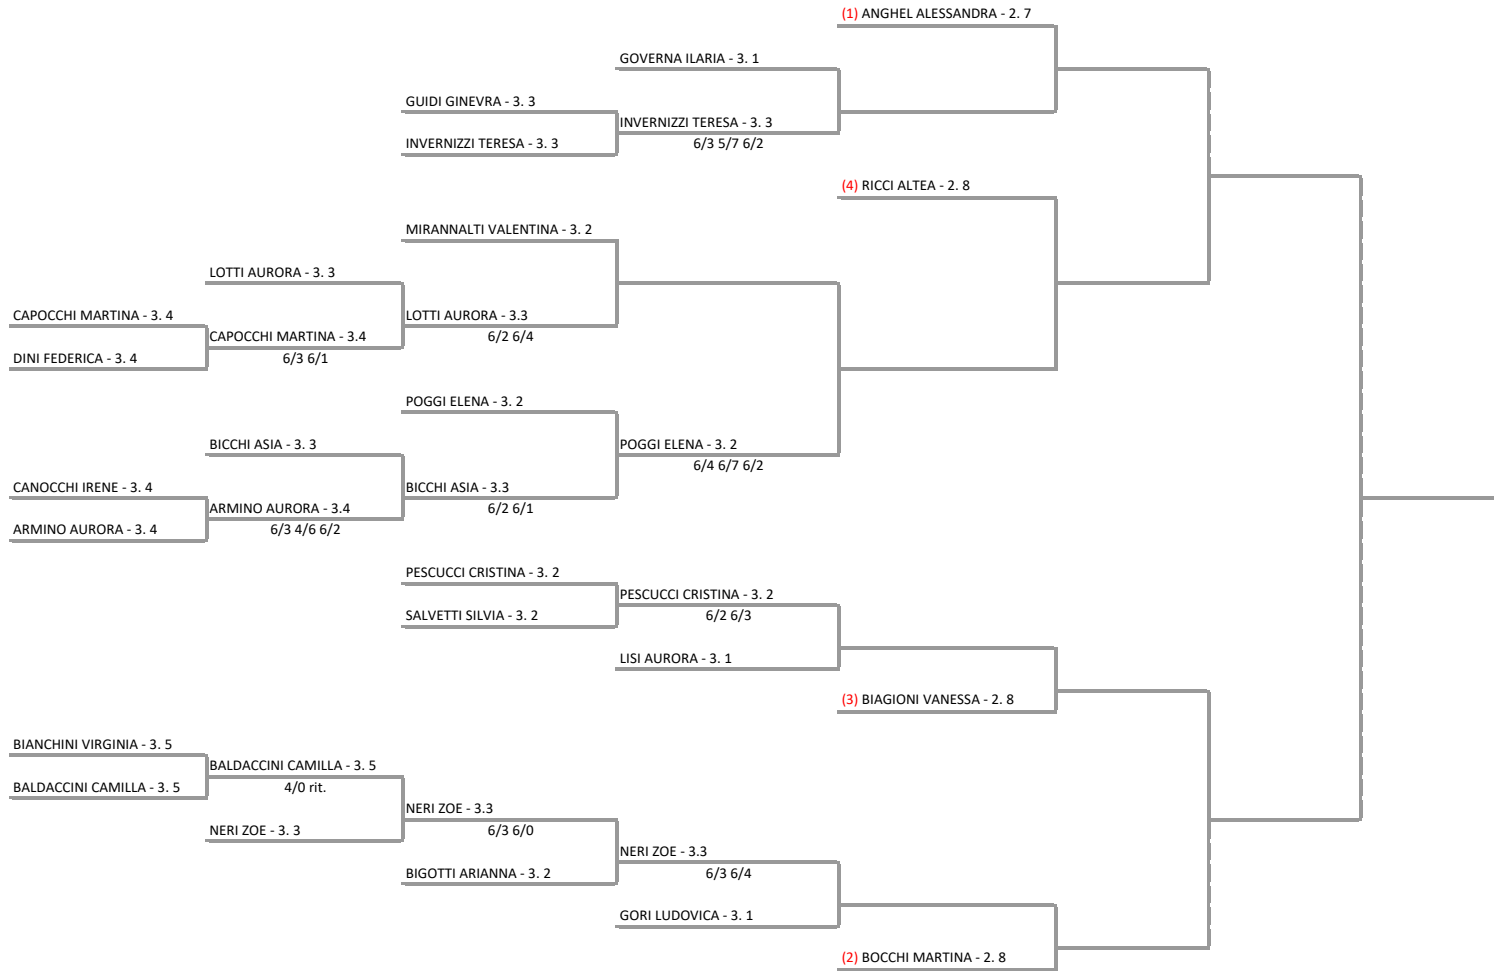 (1) ANGHEL ALESSANDRA - 2. 7
GOVERNA ILARIA - 3. 1
GUIDI GINEVRA - 3. 3
INVERNIZZI TERESA - 3. 3
6/3 5/7 6/2
INVERNIZZI TERESA - 3. 3
(4) RICCI ALTEA - 2. 8
MIRANNALTI VALENTINA - 3. 2
LOTTI AURORA - 3. 3
CAPOCCHI MARTINA - 3. 4
LOTTI AURORA - 3.3
6/2 6/4
CAPOCCHI MARTINA - 3.4
6/3 6/1
DINI FEDERICA - 3. 4
POGGI ELENA - 3. 2
BICCHI ASIA - 3. 3
POGGI ELENA - 3. 2
6/4 6/7 6/2
CANOCCHI IRENE - 3. 4
BICCHI ASIA - 3.3
6/2 6/1
ARMINO AURORA - 3.4
6/3 4/6 6/2
ARMINO AURORA - 3. 4
PESCUCCI CRISTINA - 3. 2
PESCUCCI CRISTINA - 3. 2
6/2 6/3
SALVETTI SILVIA - 3. 2
LISI AURORA - 3. 1
(3) BIAGIONI VANESSA - 2. 8
BIANCHINI VIRGINIA - 3. 5
BALDACCINI CAMILLA - 3. 5
4/0 rit.
BALDACCINI CAMILLA - 3. 5
NERI ZOE - 3.3
6/3 6/0
NERI ZOE - 3. 3
NERI ZOE - 3.3
6/3 6/4
BIGOTTI ARIANNA - 3. 2
GORI LUDOVICA - 3. 1
(2) BOCCHI MARTINA - 2. 8